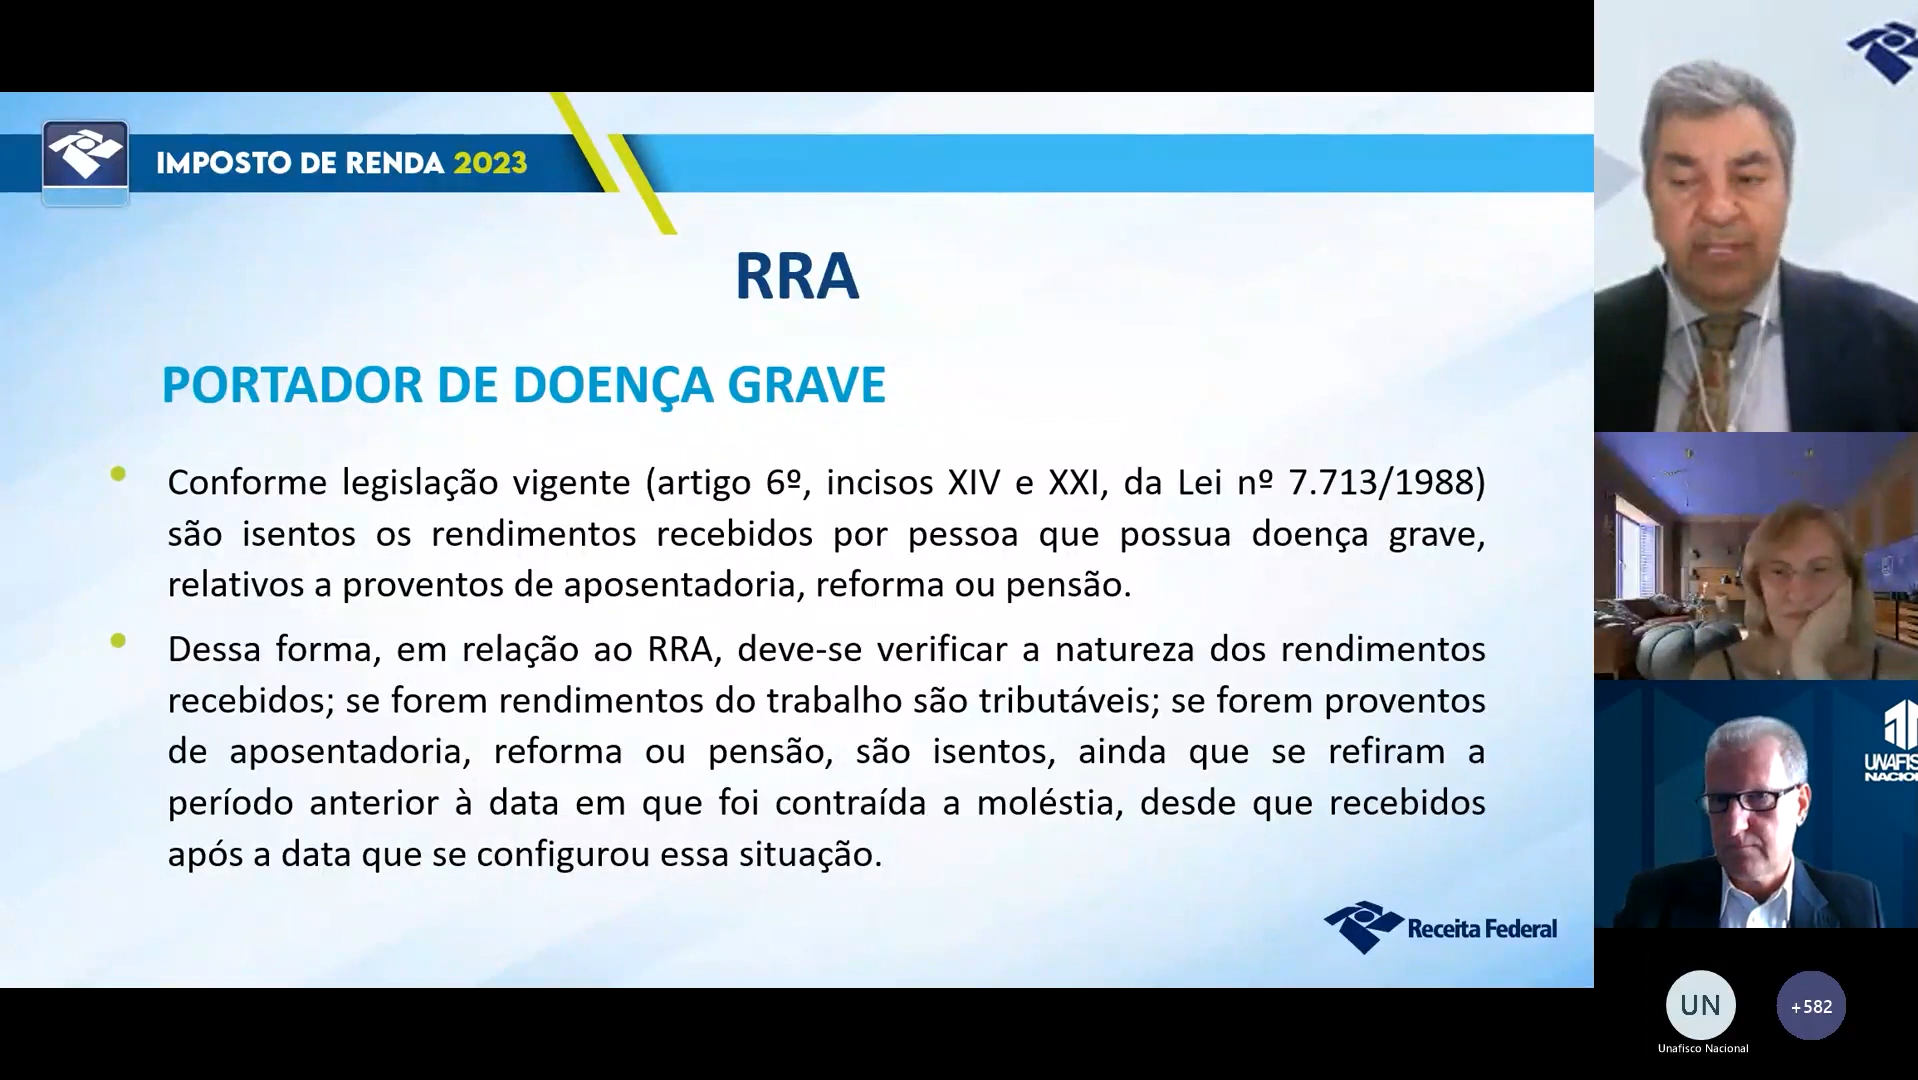 IMPOSTO DE RENDA 2023
RRA
PORTADOR DE DOENÇA GRAVE
• Conforme legislação vigente (artigo 6º, incisos XIV e XXI, da Lei nº 7.713/1988)
são isentos os rendimentos recebidos por pessoa que possua doença grave,
relativos a proventos de aposentadoria, reforma ou pensão.
• Dessa forma, em relação ao RRA, deve-se verificar a natureza dos rendimentos
recebidos; se forem rendimentos do trabalho são tributáveis; se forem proventos
de aposentadoria, reforma ou pensão, são isentos, ainda que se refiram a
período anterior à data em que foi contraída a moléstia, desde que recebidos
após a data que se configurou essa situação.
Receita Federal
UNAFIS
NACIO
UN
+582
Unafisco Nacional